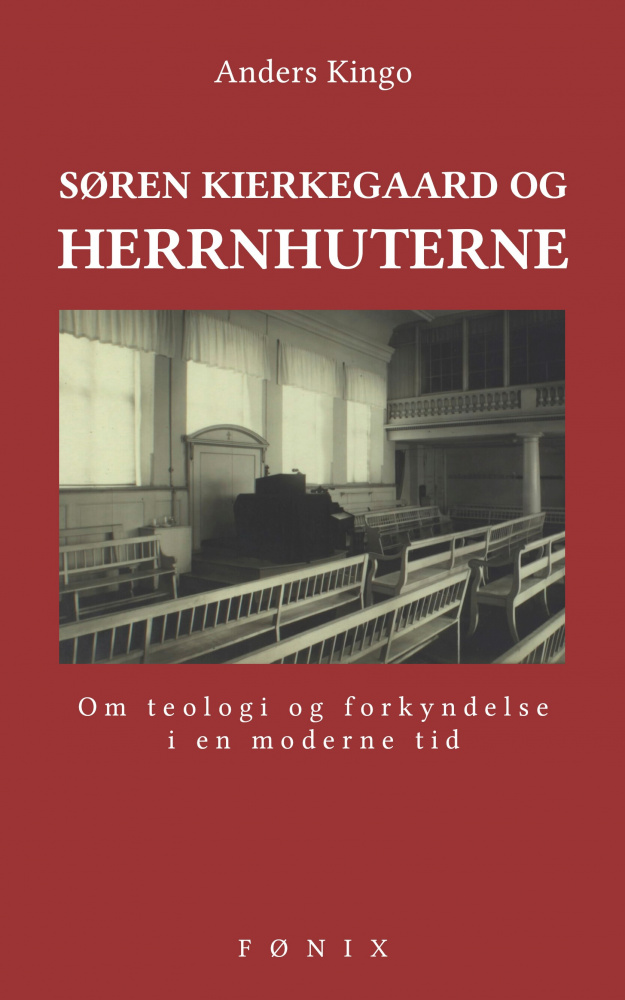 Anders Kingo
SØREN KIERKEGAARD OG
HERRNHUTERNE
Om teologi og forkyndelse
i en moderne tid
FØNIX